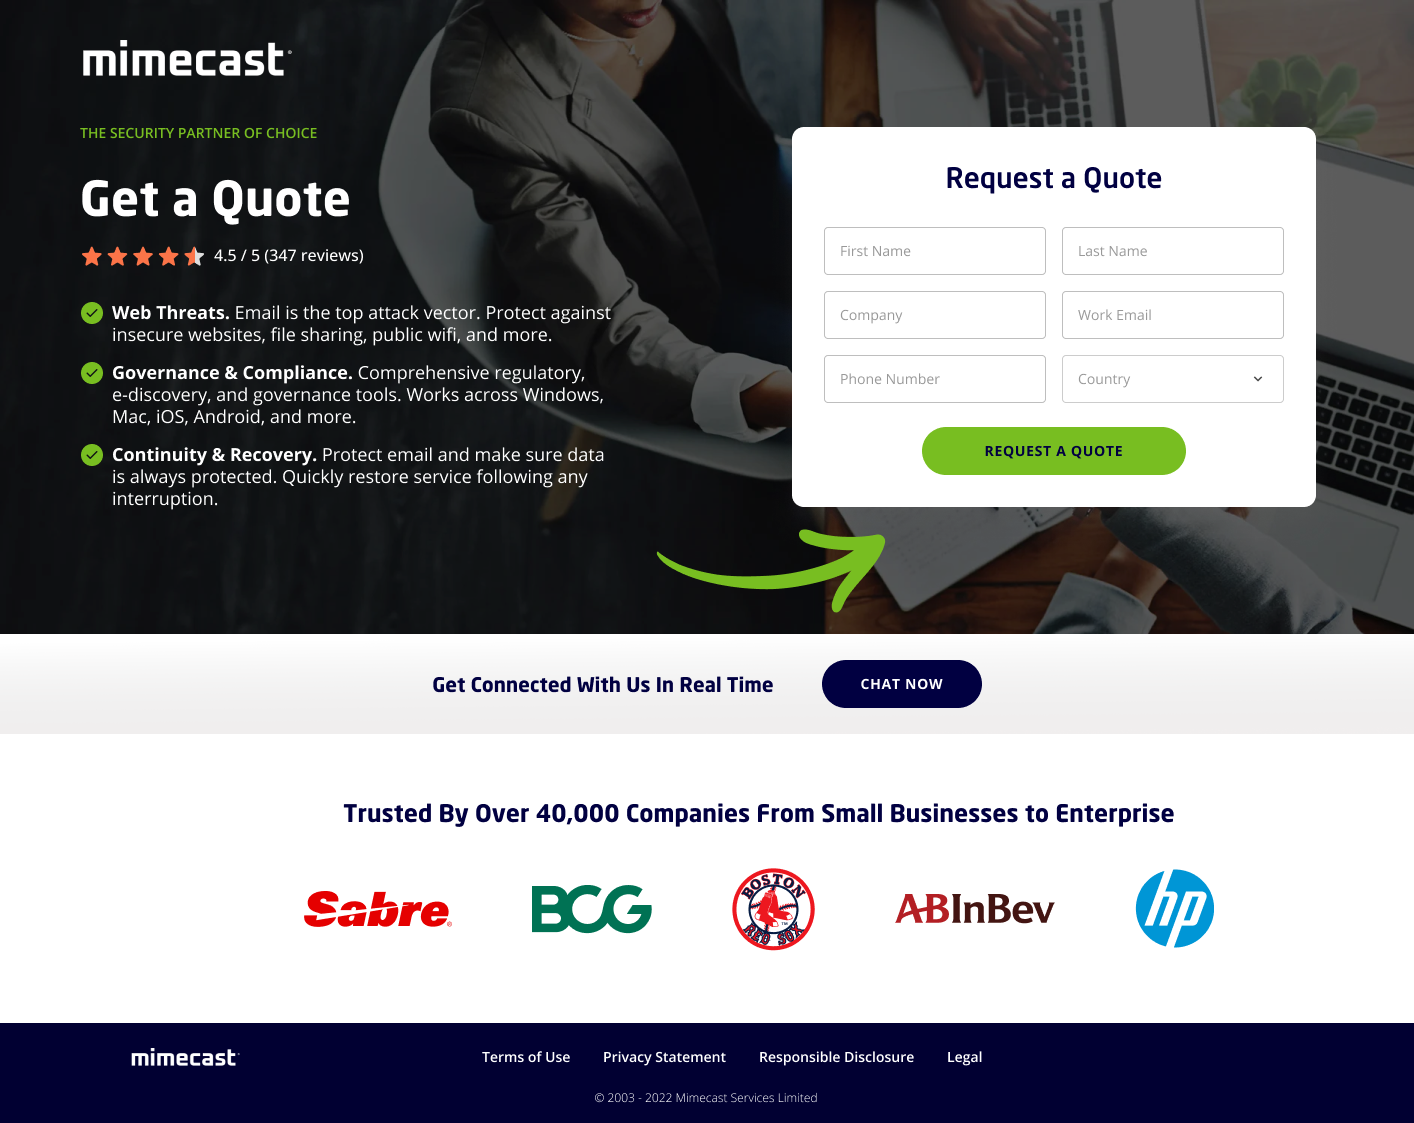 mimecast
THE SECURITY PARTNER OF CHOICE
Get a Quote
4.5 / 5 (347 reviews)
Web Threats. Email is the top attack vector. Protect against
insecure websites, file sharing, public wifi, and more.
Governance & Compliance. Comprehensive regulatory,
e-discovery, and governance tools. Works across Windows,
Mac, iOS, Android, and more.
Continuity & Recovery. Protect email and make sure data
is always protected. Quickly restore service following any
interruption.
Request a Quote
First Name
Last Name
Company
Work Email
Phone Number
Country
REQUEST A QUOTE
Get Connected With Us In Real Time
CHAT NOW
Trusted By Over 40,000 Companies From Small Businesses to Enterprise
Sabre®
BCG
BOSTON
RED SOX
TM
ABInBev
hp
mimecast
Terms of Use
Privacy Statement
Responsible Disclosure
Legal
© 2003 - 2022 Mimecast Services Limited